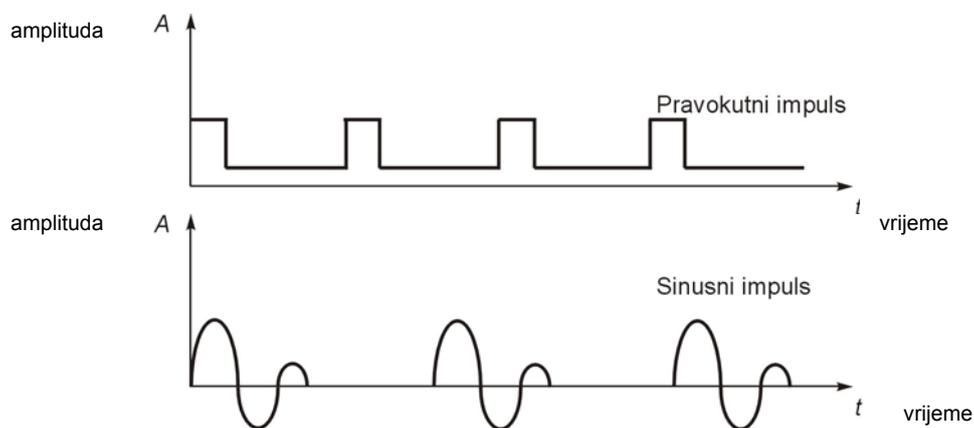 amplituda A
Pravokutni impuls
t
amplituda A vrijeme
Sinusni impuls
t vrijeme